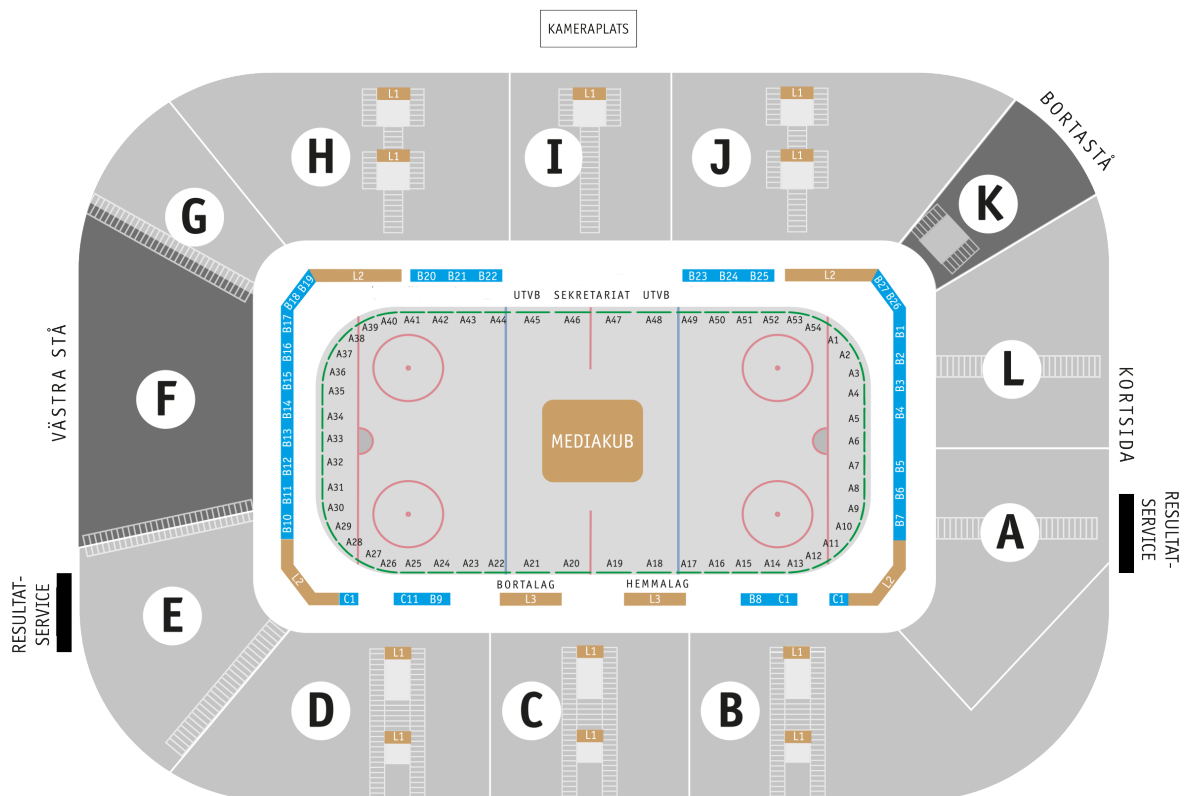 KAMERAPLATS
BORTASTÅ
L1
L1
L1
H
I
J
L1
L1
K
G
L2
B20 B21 B22
B23 B24 B25
L2
B19
B18
B27
B26
UTVB SEKRETARIAT UTVB
A39 A40 A41 A42 A43 A44 A45 A46 A47 A48 A49 A50 A51 A52 A53 A54
B17
B16
B15
B14
B13
B12
B11
B10
A38
A37
A36
A35
A34
A33
A32
A31
A30
A29
A28
A27
A1
A2
A3
A4
A5
A6
A7
A8
A9
A10
A11
A12
B1
B2
B3
B4
B5
B6
B7
VÄSTRA STÅ
F
MEDIAKUB
L
KORTSIDA
A
RESULTAT-
SERVICE
A26 A25 A24 A23 A22 A21 A20 A19 A18 A17 A16 A15 A14 A13
BORTALAG
HEMMALAG
L2
C1
C11 B9
L3
L3
B8 C1
C1
L2
RESULTAT-
SERVICE
E
L1
L1
L1
D
C
B
L1
L1
L1